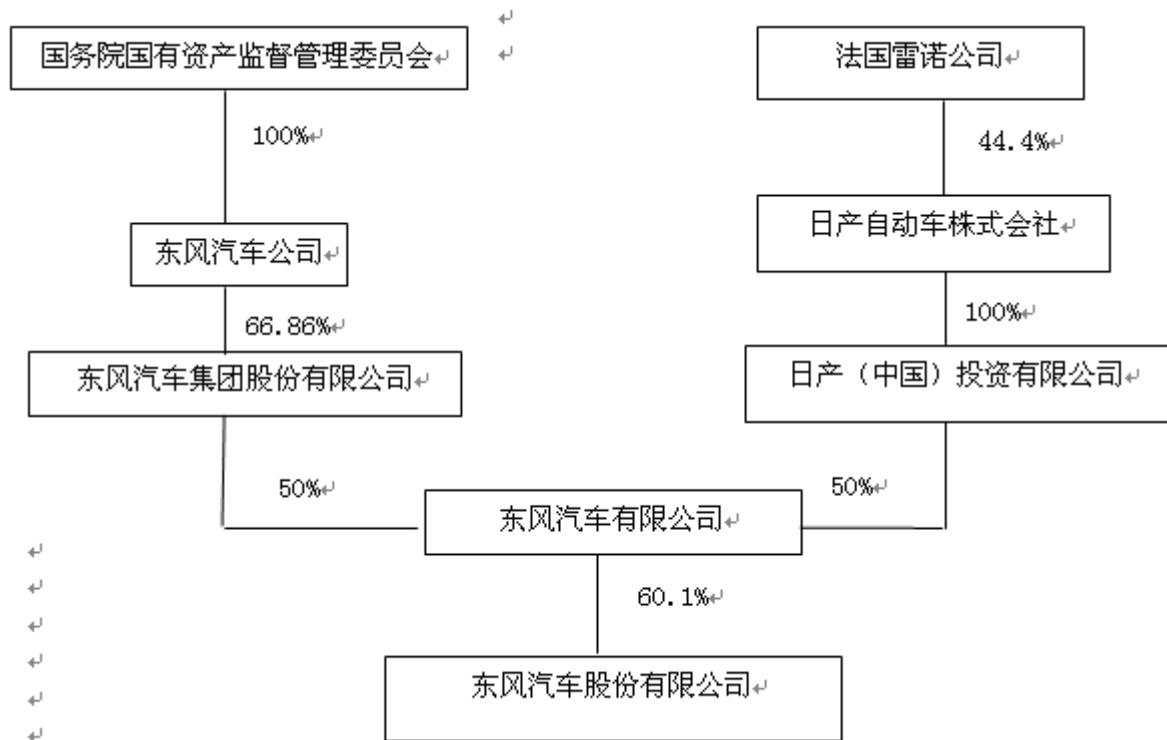 国务院国有资产监督管理委员会
法国雷诺公司
100%
44.4%
东风汽车公司
日产自动车株式会社
66.86%
100%
东风汽车集团股份有限公司
日产（中国）投资有限公司
50%
50%
东风汽车有限公司
60.1%
东风汽车股份有限公司